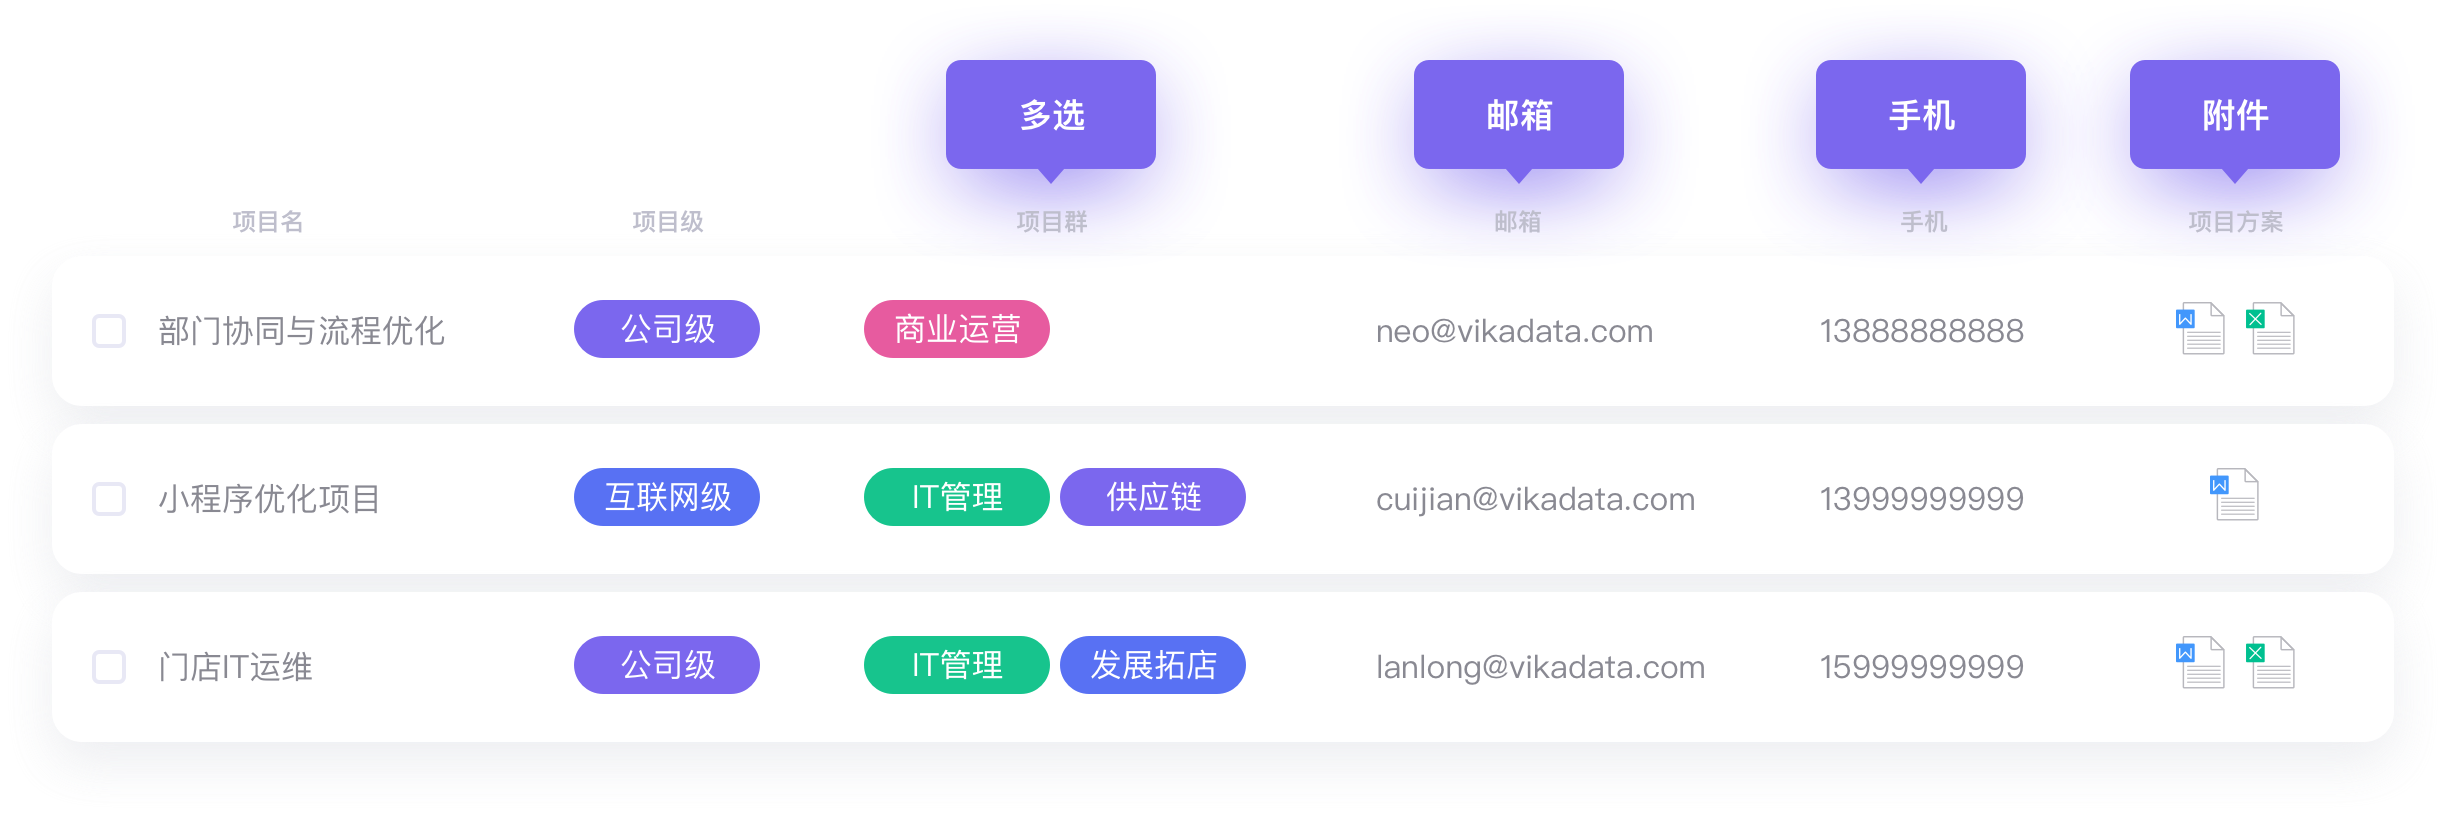 多选 邮箱 手机 附件
项目名 项目级 项目群 邮箱 手机 项目方案
部门协同与流程优化 公司级 商业运营 neo@vikadata.com 13888888888 W X
小程序优化项目 互联网级 IT管理 供应链 cuijian@vikadata.com 13999999999 W
门店IT运维 公司级 IT管理 发展拓店 lanlong@vikadata.com 15999999999 W X